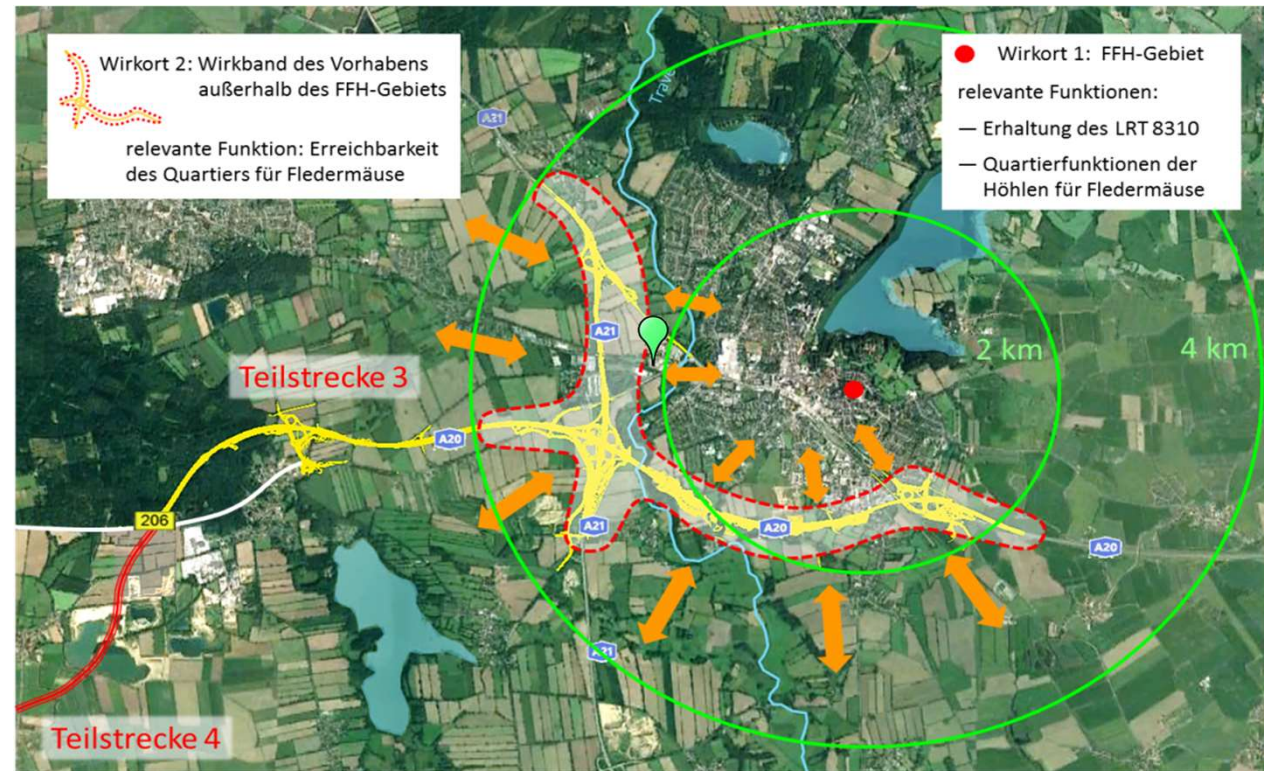 Wirkort 2: Wirkband des Vorhabens
außerhalb des FFH-Gebiets
relevante Funktion: Erreichbarkeit
des Quartiers für Fledermäuse
Wirkort 1: FFH-Gebiet
relevante Funktionen:
— Erhaltung des LRT 8310
— Quartierfunktionen der
Höhlen für Fledermäuse
A21
Trave
A21
2 km
4 km
Teilstrecke 3
A20
206
A21
A20
A20
A21
Teilstrecke 4